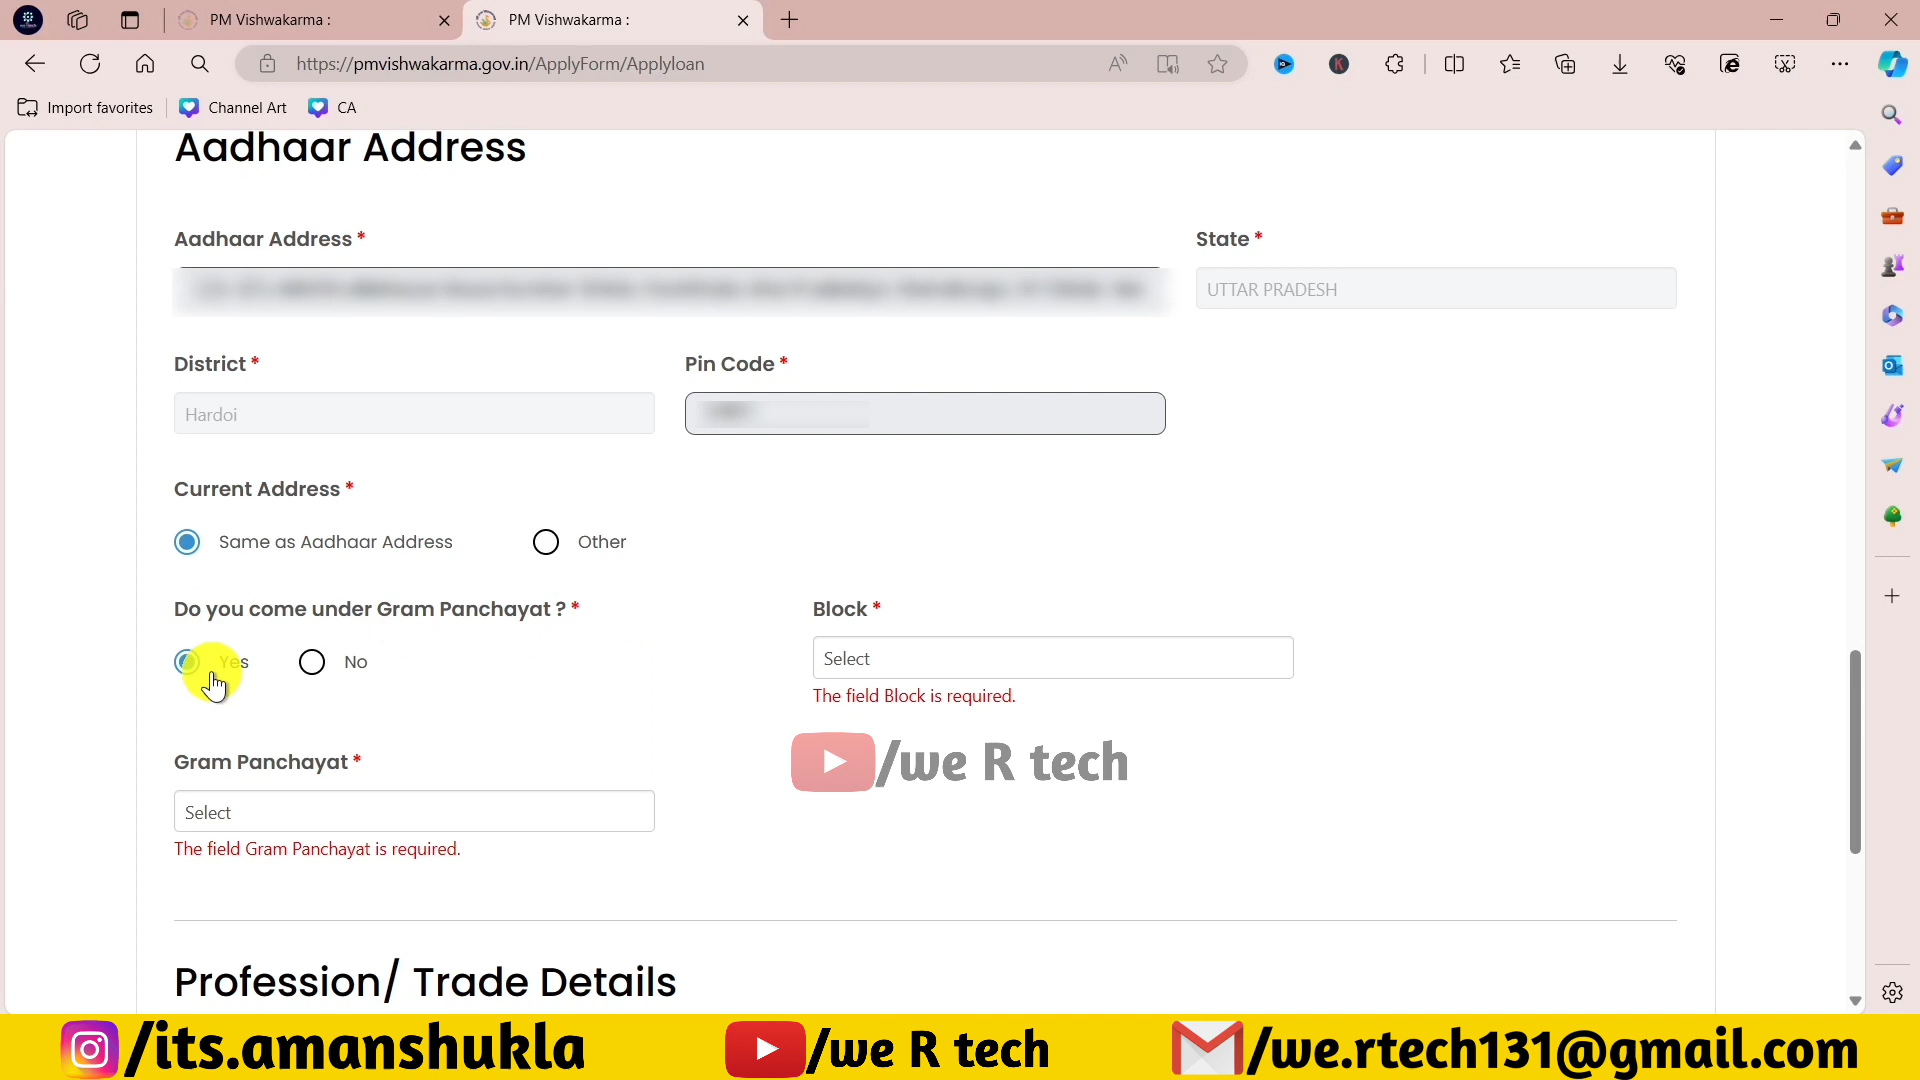 PM Vishwakarma :
PM Vishwakarma :
https://pmvishwakarma.gov.in/ApplyForm/Applyloan
Import favorites
Channel Art
CA
Aadhaar Address
Aadhaar Address *
State *
UTTAR PRADESH
District *
Pin Code *
Hardoi
Current Address *
Same as Aadhaar Address
Other
Do you come under Gram Panchayat ? *
Block *
Yes
No
Select
The field Block is required.
Gram Panchayat *
/we R tech
Select
The field Gram Panchayat is required.
Profession/ Trade Details
/its.amanshukla
/we R tech
/we.rtech131@gmail.com